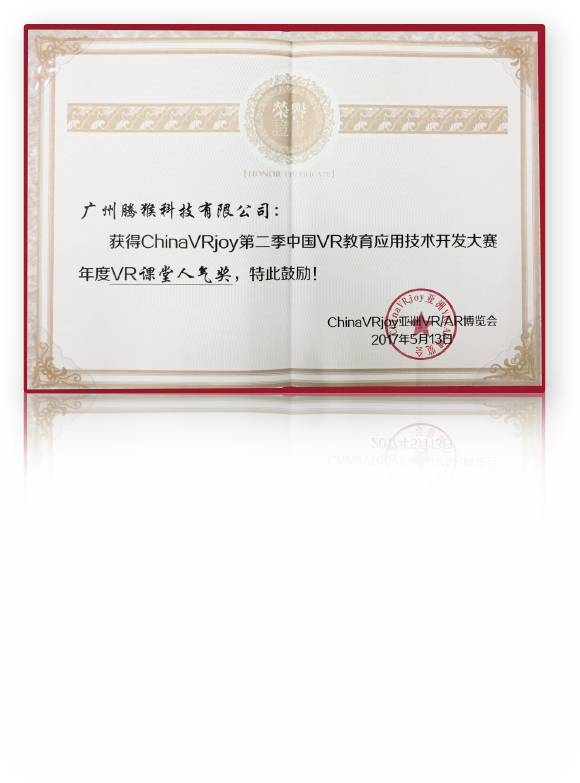 榮譽
證書
[HONOR CERTIFICATE]
广州腾猴科技有限公司：
获得ChinaVRjoy第二季中国VR教育应用技术开发大赛
年度VR课堂人气奖，特此鼓励！
ChinaVRjoy亚洲VR/AR博览会
2017年5月13日
ChinaVRjoy亚洲VR/AR博览会